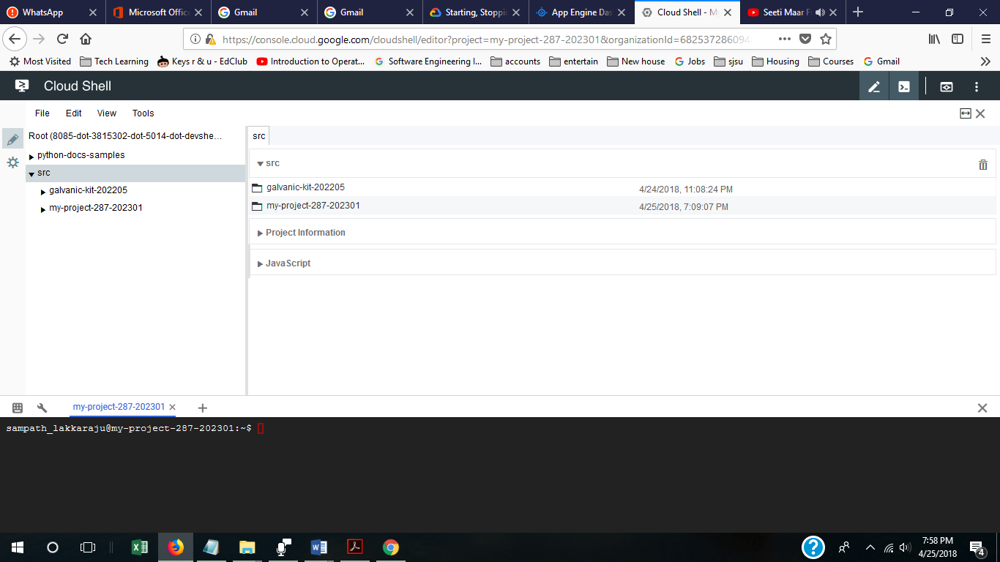 WhatsApp
Microsoft Offic
Gmail
Gmail
Starting, Stoppi
App Engine Das
Cloud Shell - My
Seeti Maar F
https://console.cloud.google.com/cloudshell/editor?project=my-project-287-202301&organizationId=682537286094
Most Visited
Tech Learning
Keys r & u - EdClub
Introduction to Operat...
Software Engineering I...
accounts
entertain
New house
Jobs
sjsu
Housing
Courses
Gmail
Cloud Shell
File Edit View Tools
Root (8085-dot-3815302-dot-5014-dot-devshe...
python-docs-samples
src
galvanic-kit-202205
my-project-287-202301
src
src
galvanic-kit-202205 4/24/2018, 11:08:24 PM
my-project-287-202301 4/25/2018, 7:09:07 PM
Project Information
JavaScript
my-project-287-202301
sampath_lakkaraju@my-project-287-202301:~$
7:58 PM
4/25/2018
4